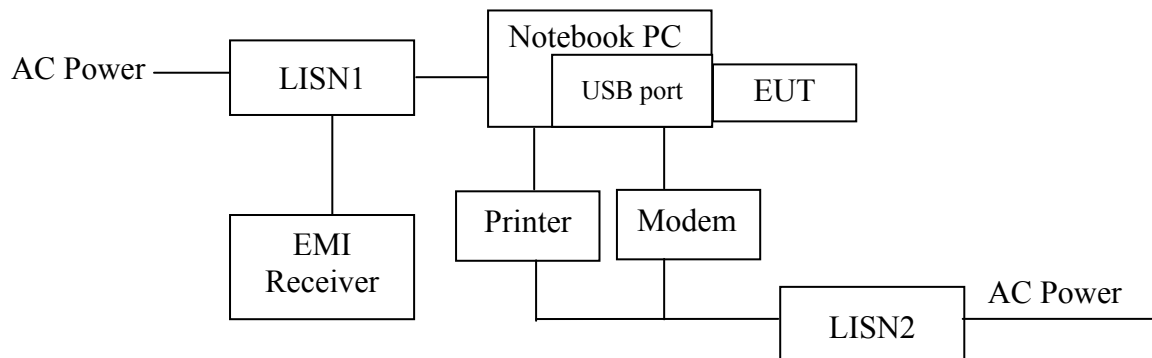 Notebook PC
AC Power
LISN1
USB port
EUT
Printer
Modem
EMI
Receiver
AC Power
LISN2